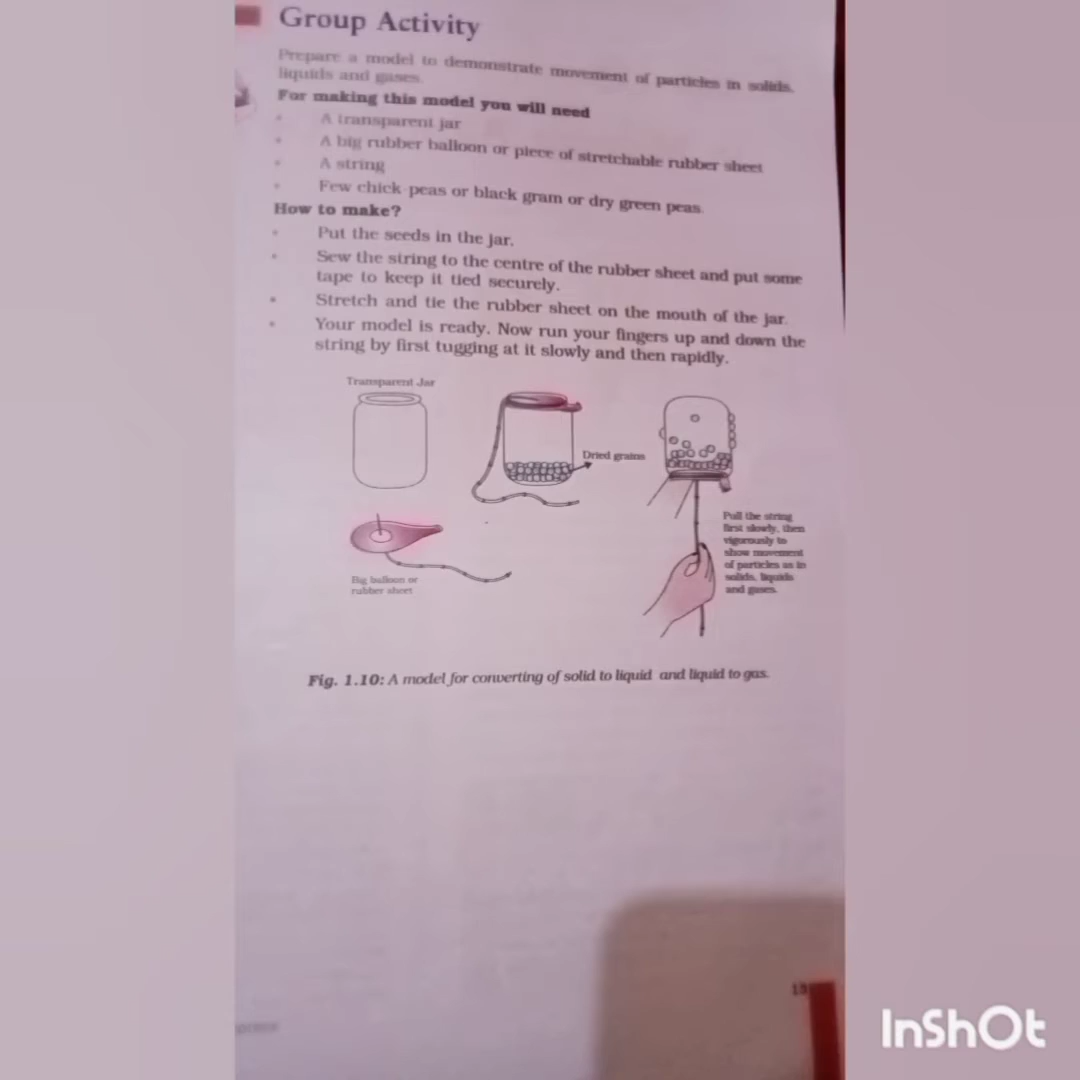 Group Activity
Prepare a model to demonstrate movement of particles in solids,
liquids and gases.
For making this model you will need
• A transparent jar
• A big rubber balloon or piece of stretchable rubber sheet
• A string
• Few chick-peas or black gram or dry green peas.
How to make?
• Put the seeds in the jar.
• Sew the string to the centre of the rubber sheet and put some
tape to keep it tied securely.
• Stretch and tie the rubber sheet on the mouth of the jar.
• Your model is ready. Now run your fingers up and down the
string by first tugging at it slowly and then rapidly.
Transparent Jar
Dried grains
Big balloon or
rubber sheet
Pull the string
first slowly, then
vigorously to
show movement
of particles as in
solids, liquids
and gases.
Fig. 1.10: A model for converting of solid to liquid and liquid to gas.
13
InShOt